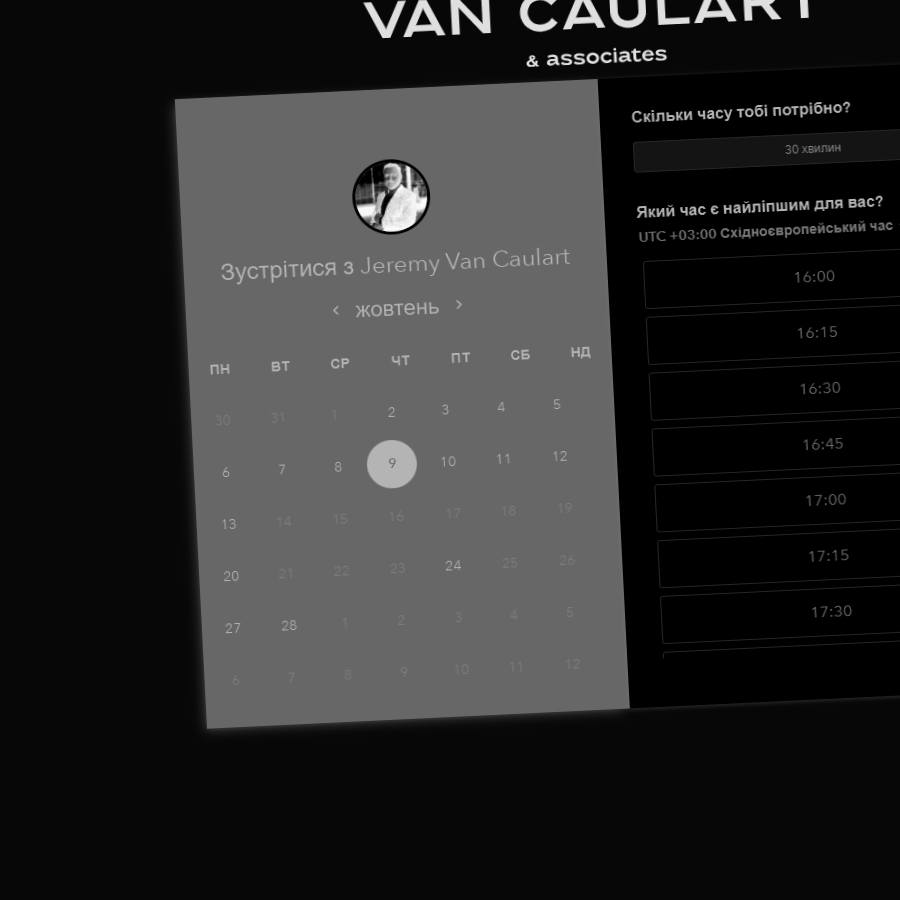 VAN CAULART
& associates
Зустрітися з Jeremy Van Caulart
жовтень
ПН ВТ СР ЧТ ПТ СБ НД
30 31 1 2 3 4 5
6 7 8 9 10 11 12
13 14 15 16 17 18 19
20 21 22 23 24 25 26
27 28 1 2 3 4 5
6 7 8 9 10 11 12
Скільки часу тобі потрібно?
30 хвилин
Який час є найліпшим для вас?
UTC +03:00 Східноєвропейський час
16:00
16:15
16:30
16:45
17:00
17:15
17:30